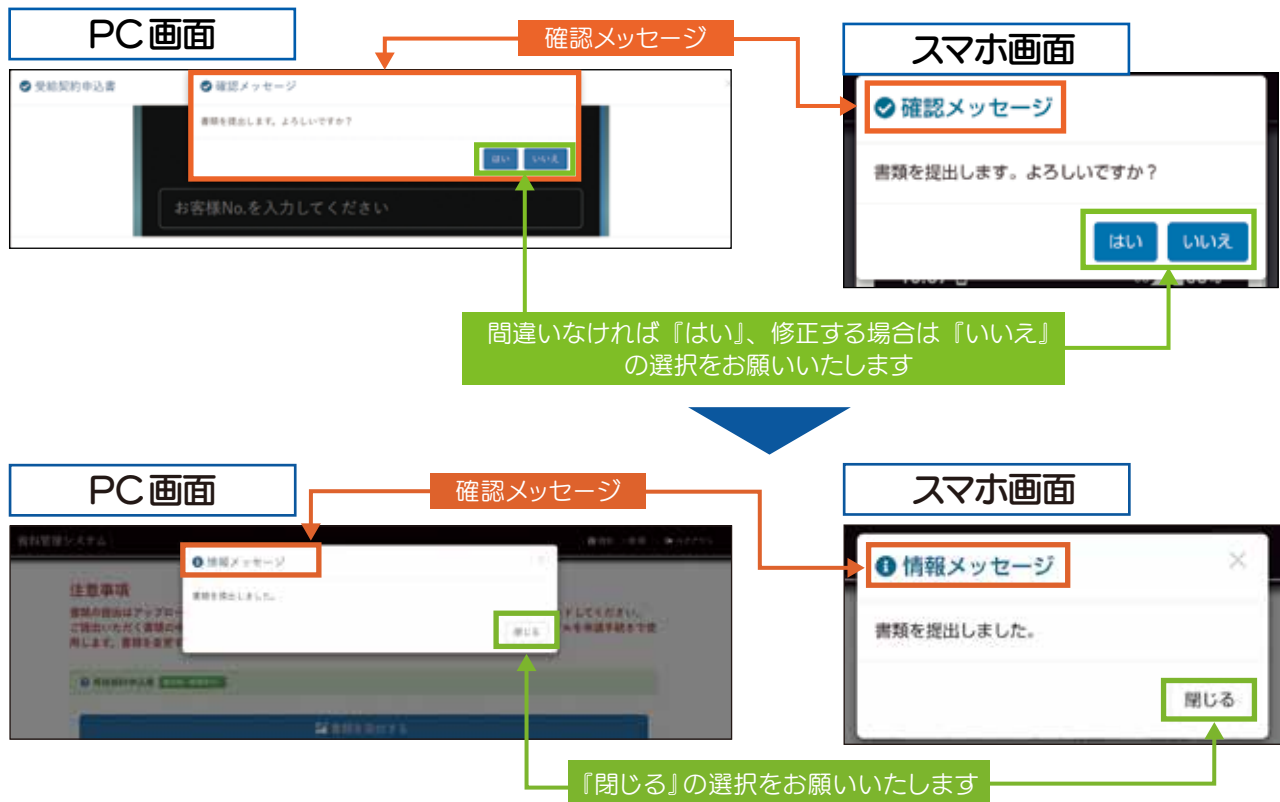 PC画面
確認メッセージ
スマホ画面
受給契約申込書
確認メッセージ
書類を提出します。よろしいですか？
はい
いいえ
お客様No.を入力してください
確認メッセージ
書類を提出します。よろしいですか？
はい
いいえ
間違いなければ『はい』、修正する場合は『いいえ』
の選択をお願いいたします
PC画面
確認メッセージ
スマホ画面
情報メッセージ
書類を提出しました。
閉じる
注意事項
書類を添付する
情報メッセージ
×
書類を提出しました。
閉じる
『閉じる』の選択をお願いいたします